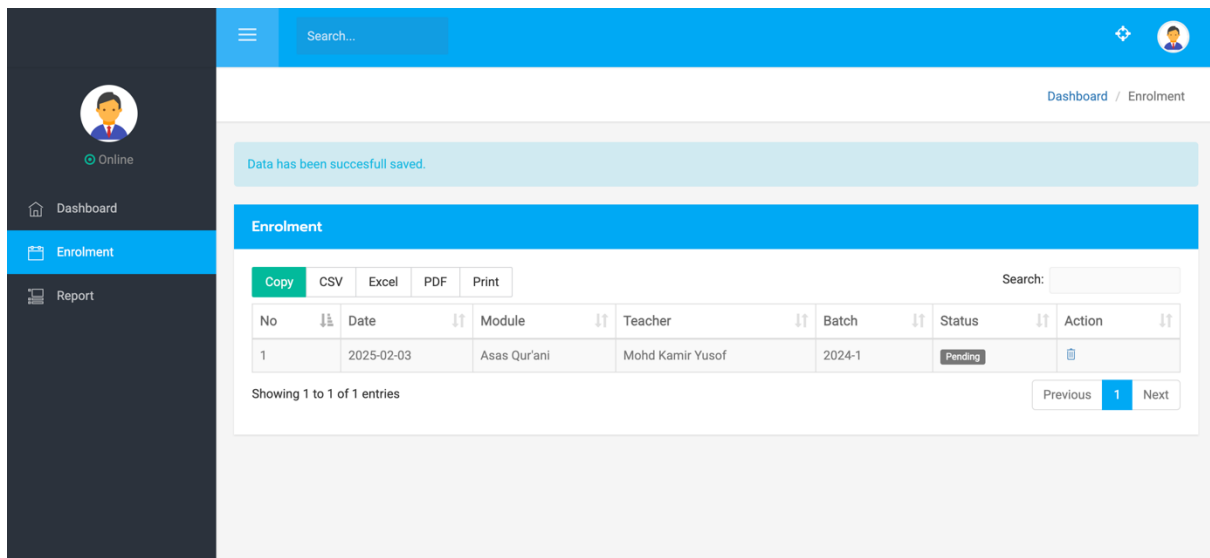 Search...
Dashboard / Enrolment
Online
Data has been succesfull saved.
Dashboard
Enrolment
Report
Enrolment
Copy CSV Excel PDF Print Search:
No Date Module Teacher Batch Status Action
1 2025-02-03 Asas Qur'ani Mohd Kamir Yusof 2024-1 Pending
Showing 1 to 1 of 1 entries Previous 1 Next